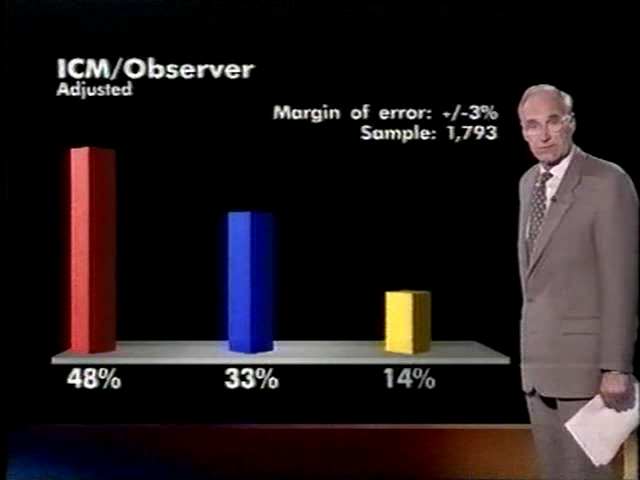 ICM/Observer
Adjusted
Margin of error: +/-3%
Sample: 1,793
48% 33% 14%